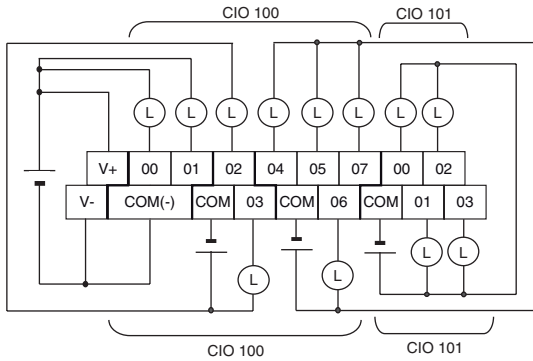 CIO 100 CIO 101
L L L L L L L L
V+ 00 01 02 04 05 07 00 02
V- COM(-) COM 03 COM 06 COM 01 03
L L L L
CIO 100 CIO 101